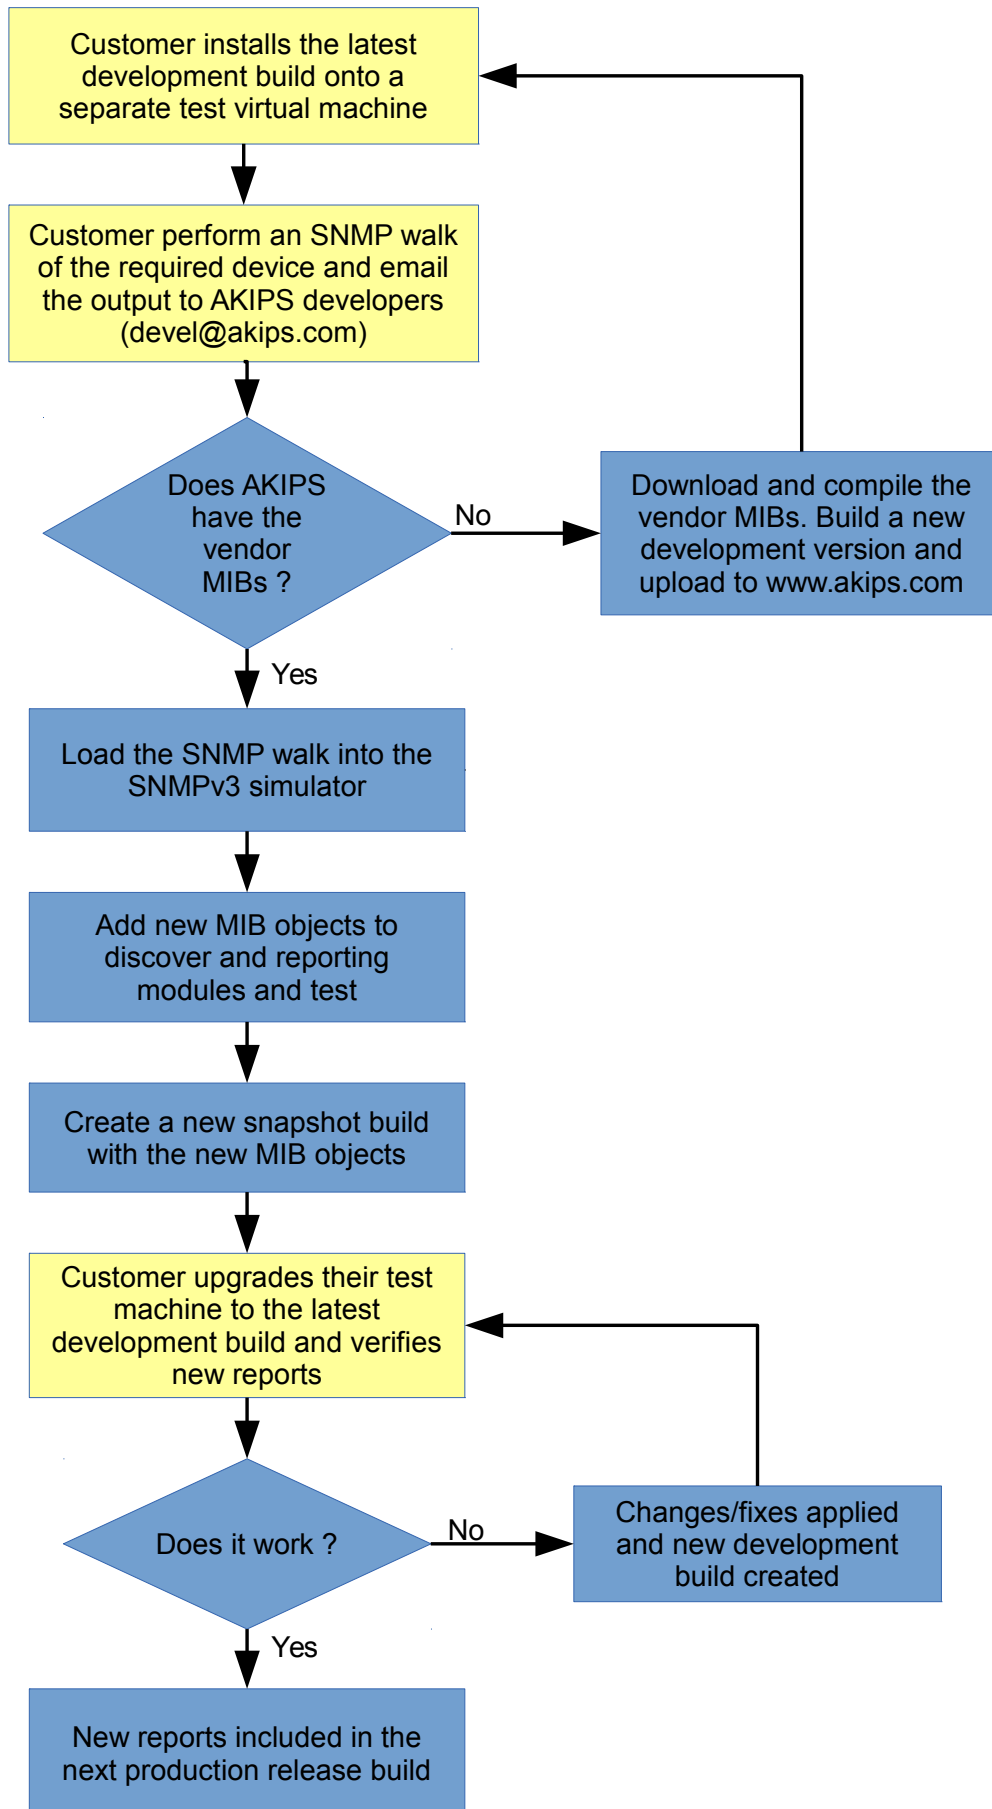 Customer installs the latest
development build onto a
separate test virtual machine
Customer perform an SNMP walk
of the required device and email
the output to AKIPS developers
(devel@akips.com)
Does AKIPS
have the
vendor
MIBs ?
No
Download and compile the
vendor MIBs. Build a new
development version and
upload to www.akips.com
Yes
Load the SNMP walk into the
SNMPv3 simulator
Add new MIB objects to
discover and reporting
modules and test
Create a new snapshot build
with the new MIB objects
Customer upgrades their test
machine to the latest
development build and verifies
new reports
Does it work ?
No
Changes/fixes applied
and new development
build created
Yes
New reports included in the
next production release build